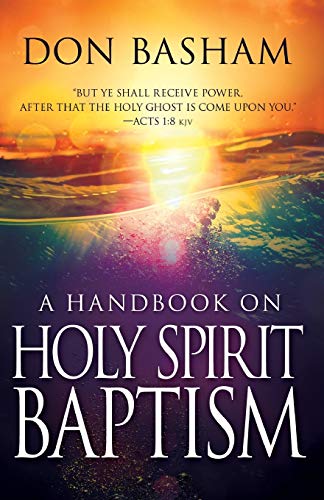 DON BASHAM
"BUT YE SHALL RECEIVE POWER,
AFTER THAT THE HOLY GHOST IS COME UPON YOU."
—ACTS 1:8 KJV
A HANDBOOK ON
HOLY SPIRIT
BAPTISM